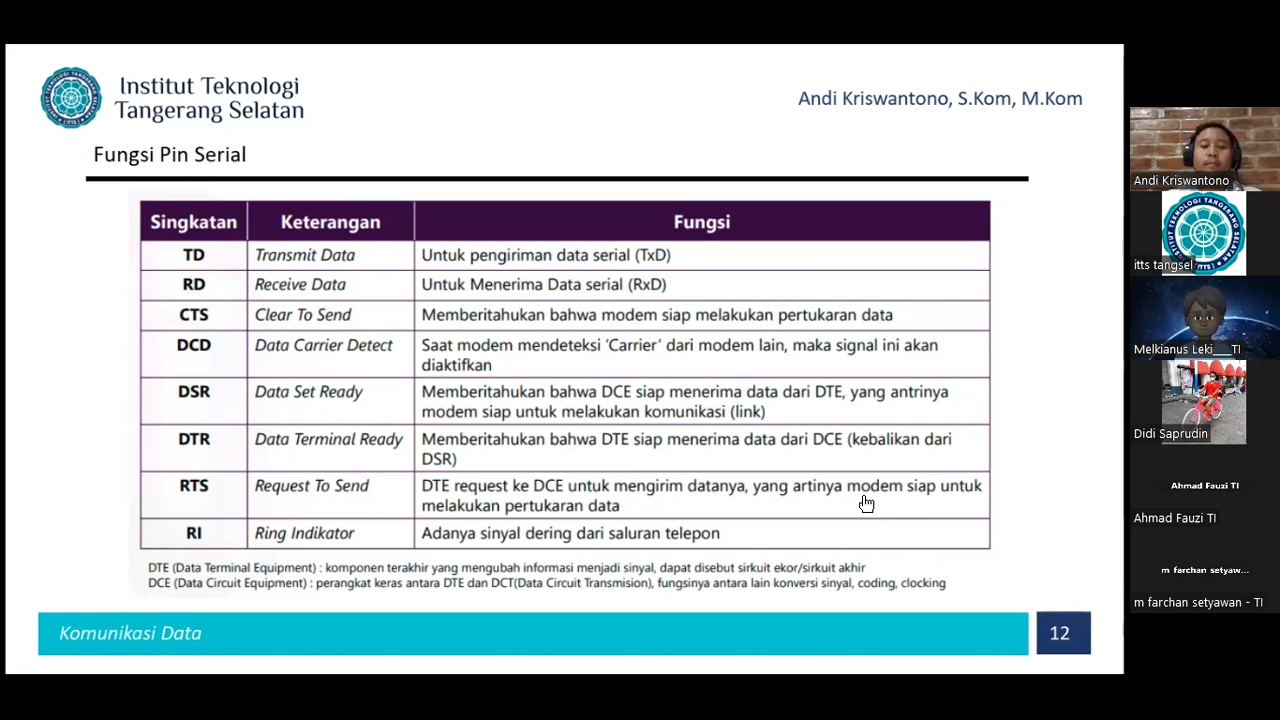 Institut Teknologi
Tangerang Selatan
Andi Kriswantono, S.Kom, M.Kom
Fungsi Pin Serial
Singkatan Keterangan Fungsi
TD Transmit Data Untuk pengiriman data serial (TxD)
RD Receive Data Untuk Menerima Data serial (RxD)
CTS Clear To Send Memberitahukan bahwa modem siap melakukan pertukaran data
DCD Data Carrier Detect Saat modem mendeteksi ‘Carrier’ dari modem lain, maka signal ini akan
diaktifkan
DSR Data Set Ready Memberitahukan bahwa DCE siap menerima data dari DTE, yang antrinya
modem siap untuk melakukan komunikasi (link)
DTR Data Terminal Ready Memberitahukan bahwa DTE siap menerima data dari DCE (kebalikan dari
DSR)
RTS Request To Send DTE request ke DCE untuk mengirim datanya, yang artinya modem siap untuk
melakukan pertukaran data
RI Ring Indikator Adanya sinyal dering dari saluran telepon
DTE (Data Terminal Equipment) : komponen terakhir yang mengubah informasi menjadi sinyal, dapat disebut sirkuit ekor/sirkuit akhir
DCE (Data Circuit Equipment) : perangkat keras antara DTE dan DCT(Data Circuit Transmision), fungsinya antara lain konversi sinyal, coding, clocking
Komunikasi Data
12
Andi Kriswantono
itts tangsel
Melkianus Leki___TI
Didi Saprudin
Ahmad Fauzi TI
Ahmad Fauzi TI
m farchan setyaw...
m farchan setyawan - TI